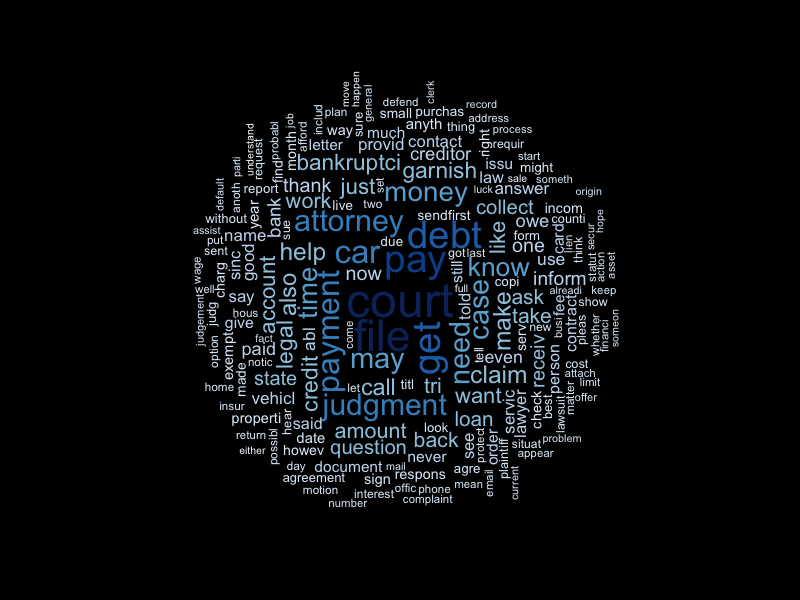 move
happen
general
clerk
plan
defend
record
includ
sure
small
purchas
address
job
afford
way
much
anyth
thing
process
understand
request
probabl
month
letter
provid
contact
right
requir
parti
find
bankruptci
creditor
issu
start
anoth
report
thank
just
garnish
law
might
default
year
bank
work
live
two
set
money
luck
answer
sale
someth
origin
without
name
sue
attorney
sendfirst
collect
owe
incom
counti
hope
assist
put
sent
good
sinc
help
car
due
debt
like
one
form
card
lien
secur
wage
charg
account
also
now
pay
got
last
still
know
use
think
action
asset
well
say
legal
time
payment
court
full
told
case
copi
inform
alreadi
keep
judgement
judg
give
exempt
paid
credit
abl
come
file
get
need
make
ask
take
fee
contract
show
pleas
whether
financi
someon
option
hous
fact
notic
state
may
tell
even
serv
new
receiv
busi
person
home
made
vehicl
call
let
titl
tri
claim
want
servic
lawyer
check
best
cost
attach
limit
matter
offer
insur
properti
hear
said
judgment
loan
look
lawsuit
return
either
possibl
date
howev
amount
question
back
never
see
protect
order
plaintiff
situat
problem
appear
day
document
mail
respons
agre
agreement
sign
motion
interest
offic
phone
mean
email
current
number
complaint